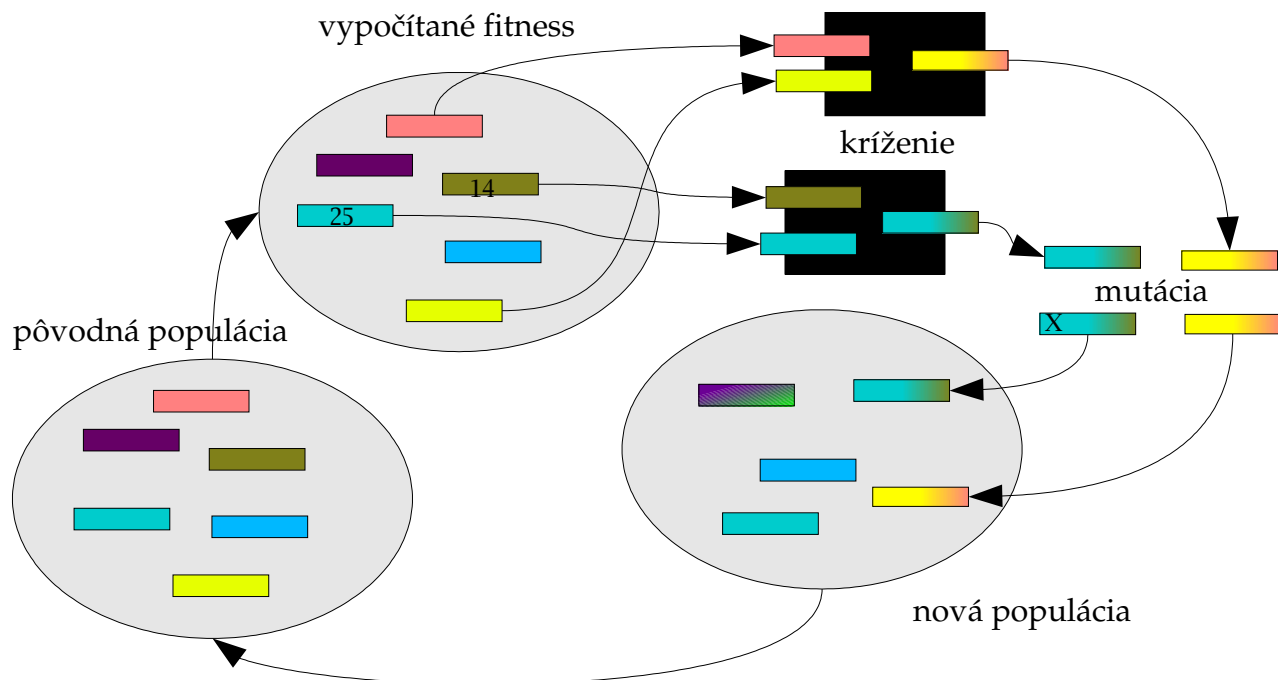 vypočítané fitness
kríženie
14
25
mutácia
pôvodná populácia
X
nová populácia